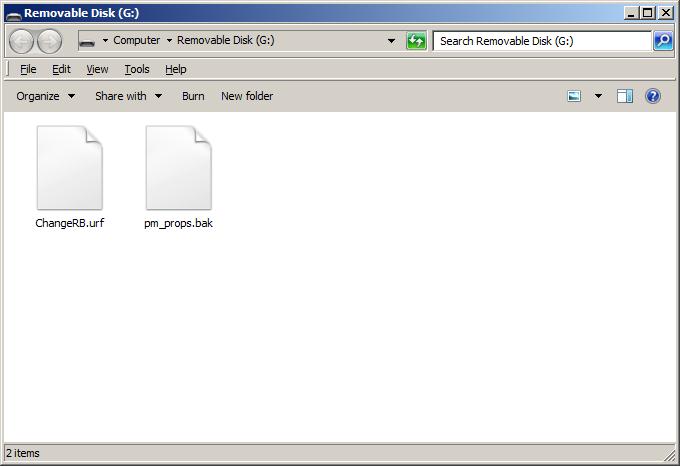 Removable Disk (G:)
Computer Removable Disk (G:) Search Removable Disk (G:)
File Edit View Tools Help
Organize Share with Burn New folder
ChangeRB.urf pm_props.bak
2 items